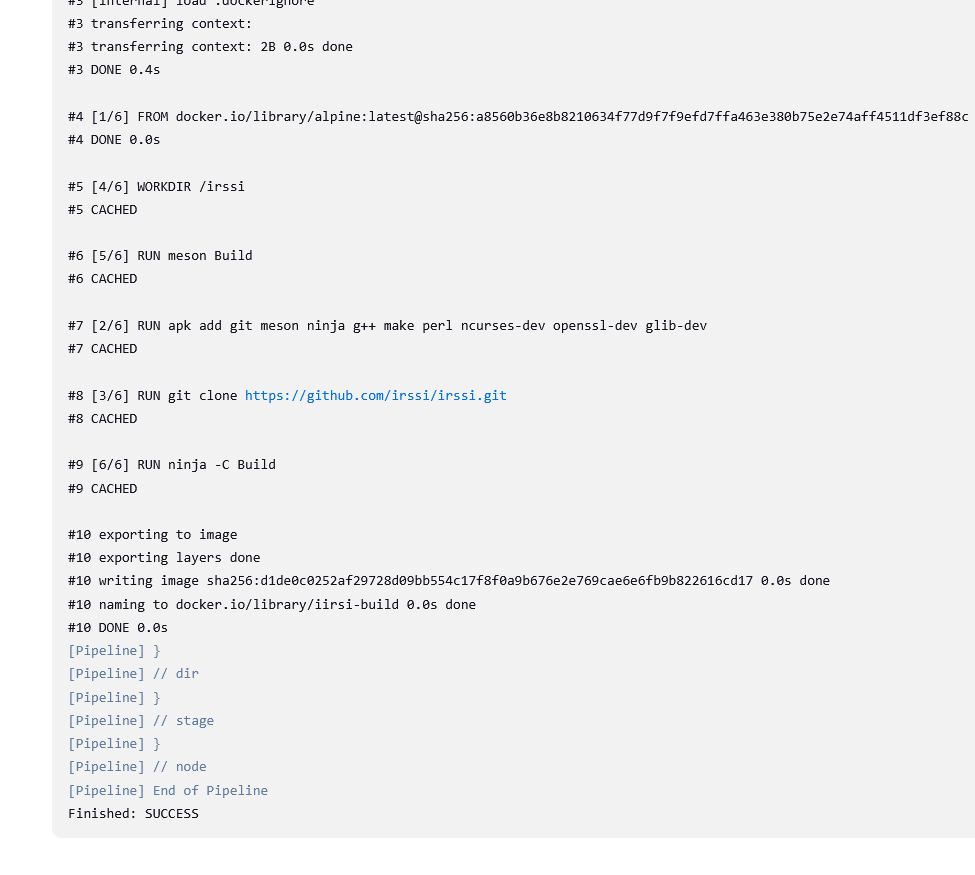 #3 [internal] load .dockerignore
#3 transferring context:
#3 transferring context: 2B 0.0s done
#3 DONE 0.4s

#4 [1/6] FROM docker.io/library/alpine:latest@sha256:a8560b36e8b8210634f77d9f7f9efd7ffa463e380b75e2e74aff4511df3ef88c
#4 DONE 0.0s

#5 [4/6] WORKDIR /irssi
#5 CACHED

#6 [5/6] RUN meson Build
#6 CACHED

#7 [2/6] RUN apk add git meson ninja g++ make perl ncurses-dev openssl-dev glib-dev
#7 CACHED

#8 [3/6] RUN git clone https://github.com/irssi/irssi.git
#8 CACHED

#9 [6/6] RUN ninja -C Build
#9 CACHED

#10 exporting to image
#10 exporting layers done
#10 writing image sha256:d1de0c0252af29728d09bb554c17f8f0a9b676e2e769cae6e6fb9b822616cd17 0.0s done
#10 naming to docker.io/library/iirsi-build 0.0s done
#10 DONE 0.0s
[Pipeline] }
[Pipeline] // dir
[Pipeline] }
[Pipeline] // stage
[Pipeline] }
[Pipeline] // node
[Pipeline] End of Pipeline
Finished: SUCCESS